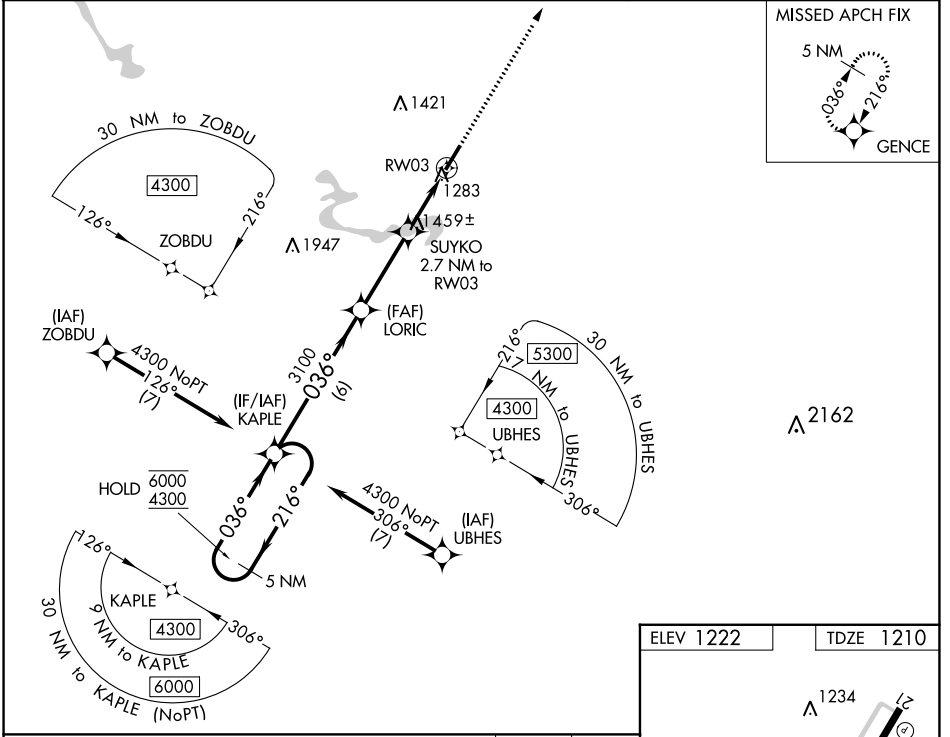 MISSED APCH FIX
5 NM
036°
216°
GENCE
1421
30 NM to ZOBDU
4300
126°
216°
ZOBDU
RW03
1283
1459±
1947
SUYKO
2.7 NM to
RW03
(FAF)
LORIC
(IAF)
ZOBDU
4300 NoPT
126°
(7)
3100
036°
(6)
(IF/IAF)
KAPLE
HOLD
6000
4300
036°
216°
5 NM
4300 NoPT
306°
(7)
(IAF)
UBHES
216°
5300
30 NM to UBHES
17 NM to UBHES
4300
UBHES
306°
2162
126°
KAPLE
306°
4300
9 NM to KAPLE
6000
30 NM to KAPLE (NoPT)
ELEV 1222
TDZE 1210
1234
21
P